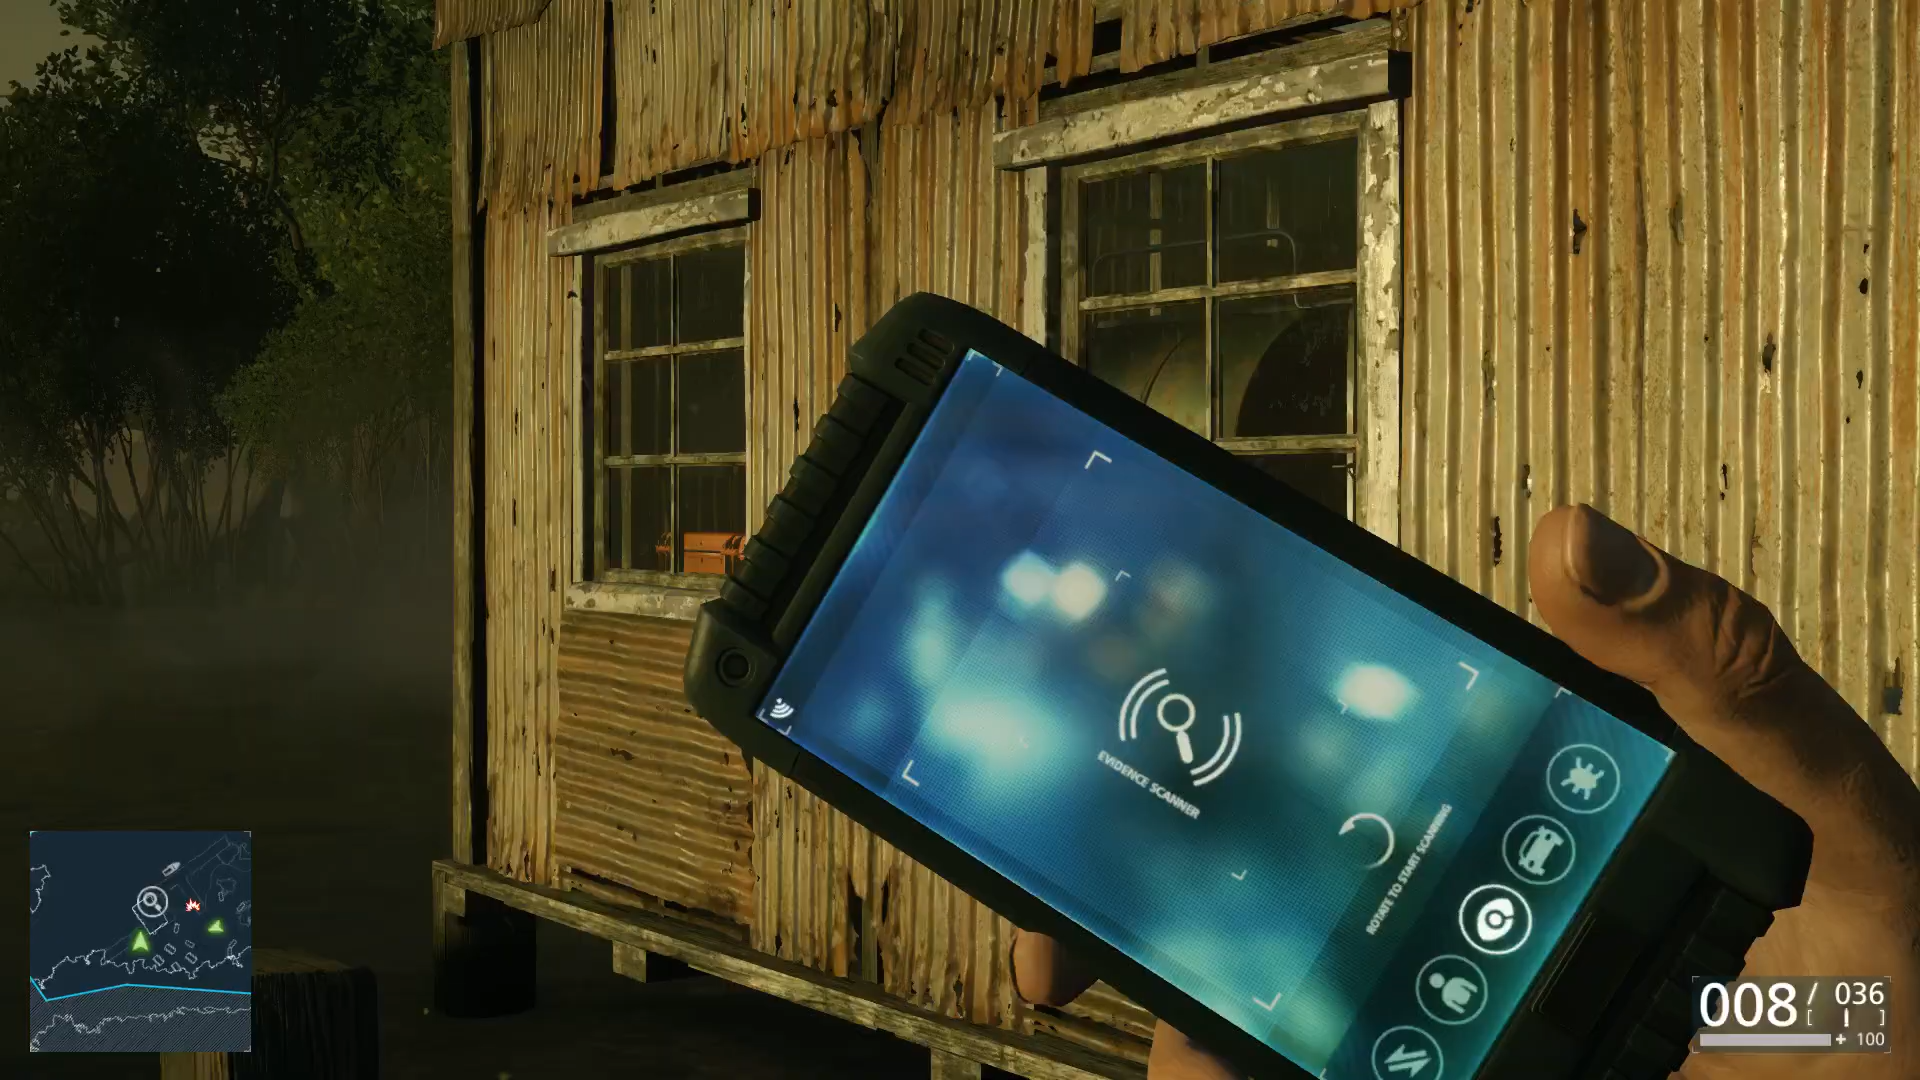 EVIDENCE SCANNER
ROTATE TO START SCANNING
008 / 036
[ I ]
+ 100